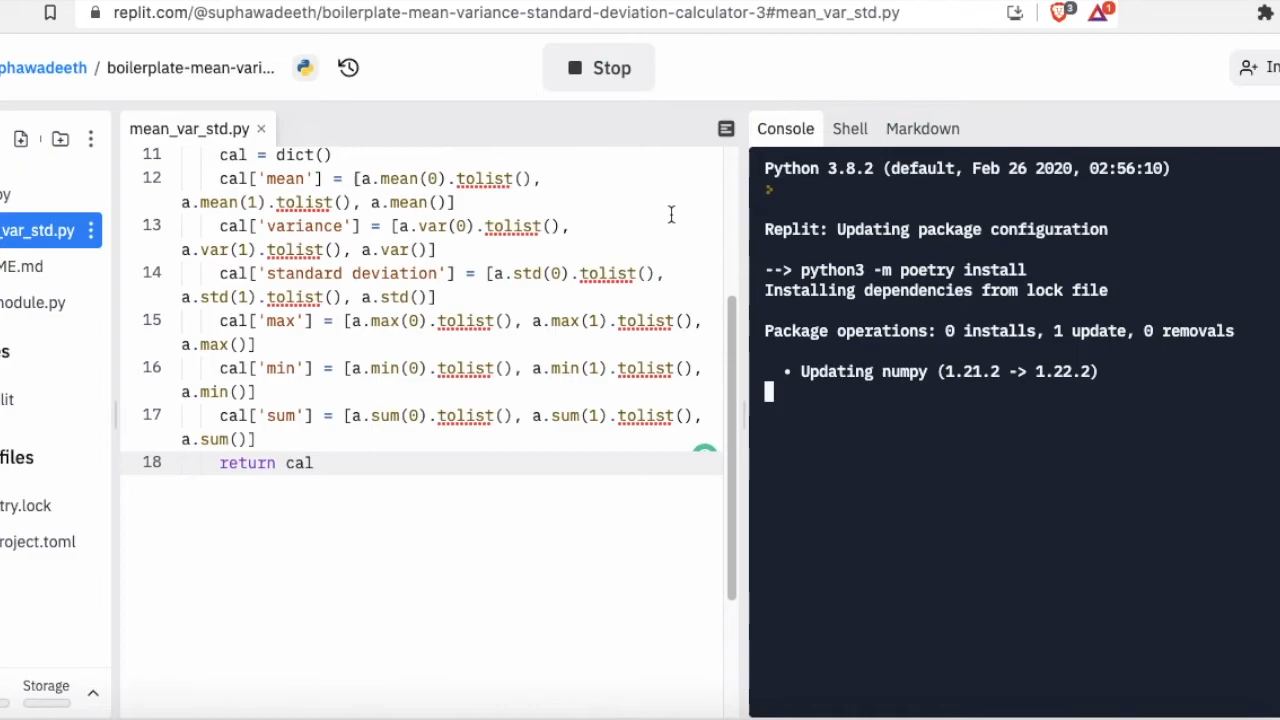 replit.com/@suphawadeeth/boilerplate-mean-variance-standard-deviation-calculator-3#mean_var_std.py
3
1
phawadeeth / boilerplate-mean-vari...
Stop
In
mean_var_std.py ×
Console
Shell
Markdown
py
_var_std.py
ME.md
module.py
es
lit
files
try.lock
roject.toml
Storage
11 cal = dict()
12 cal['mean'] = [a.mean(0).tolist(),
a.mean(1).tolist(), a.mean()]
13 cal['variance'] = [a.var(0).tolist(),
a.var(1).tolist(), a.var()]
14 cal['standard deviation'] = [a.std(0).tolist(),
a.std(1).tolist(), a.std()]
15 cal['max'] = [a.max(0).tolist(), a.max(1).tolist(),
a.max()]
16 cal['min'] = [a.min(0).tolist(), a.min(1).tolist(),
a.min()]
17 cal['sum'] = [a.sum(0).tolist(), a.sum(1).tolist(),
a.sum()]
18 return cal
Python 3.8.2 (default, Feb 26 2020, 02:56:10)
>
Replit: Updating package configuration
--> python3 -m poetry install
Installing dependencies from lock file
Package operations: 0 installs, 1 update, 0 removals
• Updating numpy (1.21.2 -> 1.22.2)